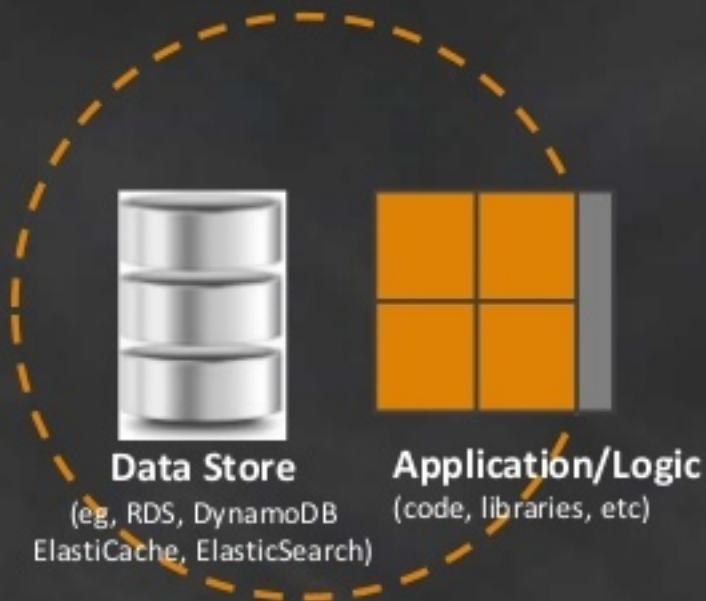 Data Store
(eg, RDS, DynamoDB
ElastiCache, ElasticSearch)
Application/Logic
(code, libraries, etc)